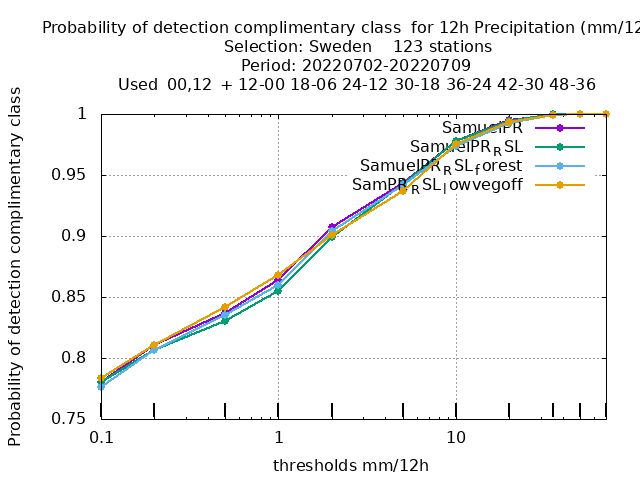 Probability of detection complimentary class for 12h Precipitation (mm/12
Selection: Sweden 123 stations
Period: 20220702-20220709
Used 00,12 + 12-00 18-06 24-12 30-18 36-24 42-30 48-36
Probability of detection complimentary class
1
0.95
0.9
0.85
0.8
0.75
SamuelPR
SamuelPR_RSL
SamuelPR_RSL_forest
SamPR_RSL_lowvegoff
0.1
1
10
thresholds mm/12h